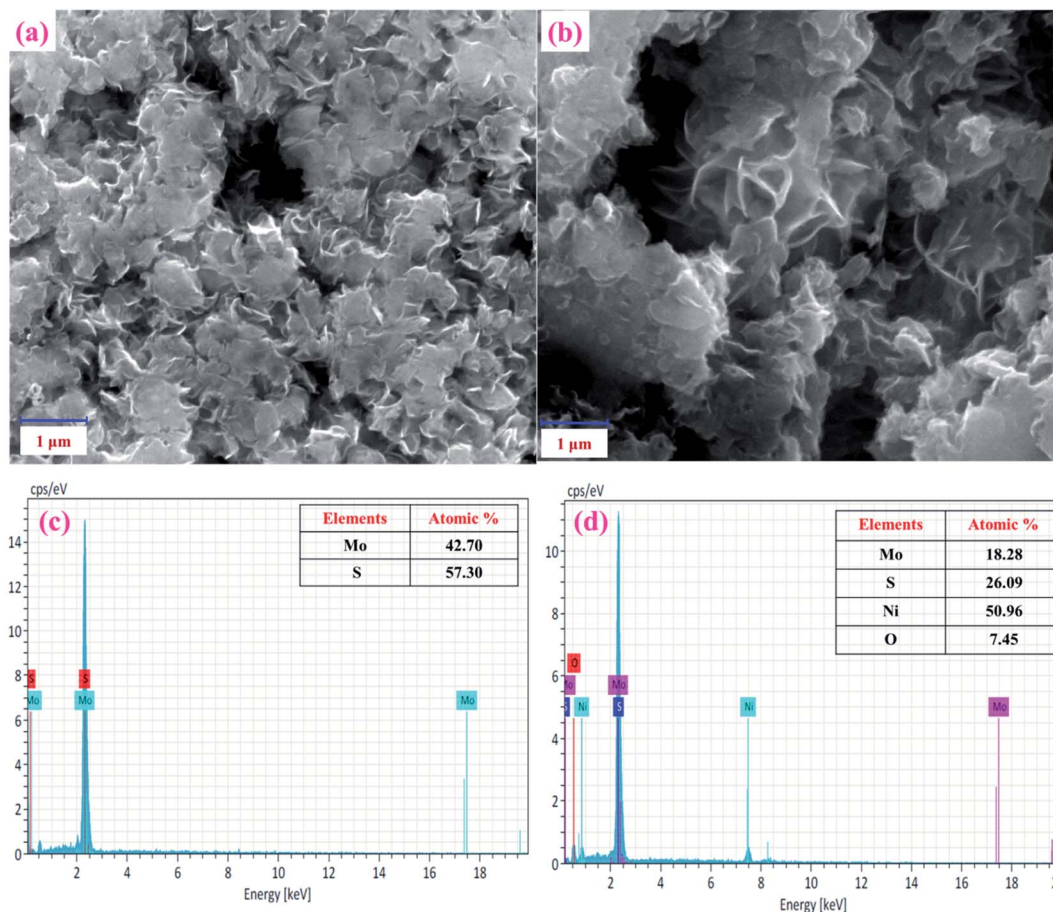 (a)
(b)
1 µm
1 µm
cps/eV
(c)
Elements Atomic %
Mo 42.70
S 57.30
14
12
10
8
6
4
2
0
S
Mo
S
Mo
Mo
2 4 6 8 10 12 14 16 18
Energy [keV]
cps/eV
(d)
Elements Atomic %
Mo 18.28
S 26.09
Ni 50.96
O 7.45
10
8
6
4
2
0
O
Mo
S
Ni
Mo
S
Ni
Mo
0 2 4 6 8 10 12 14 16 18
Energy [keV]